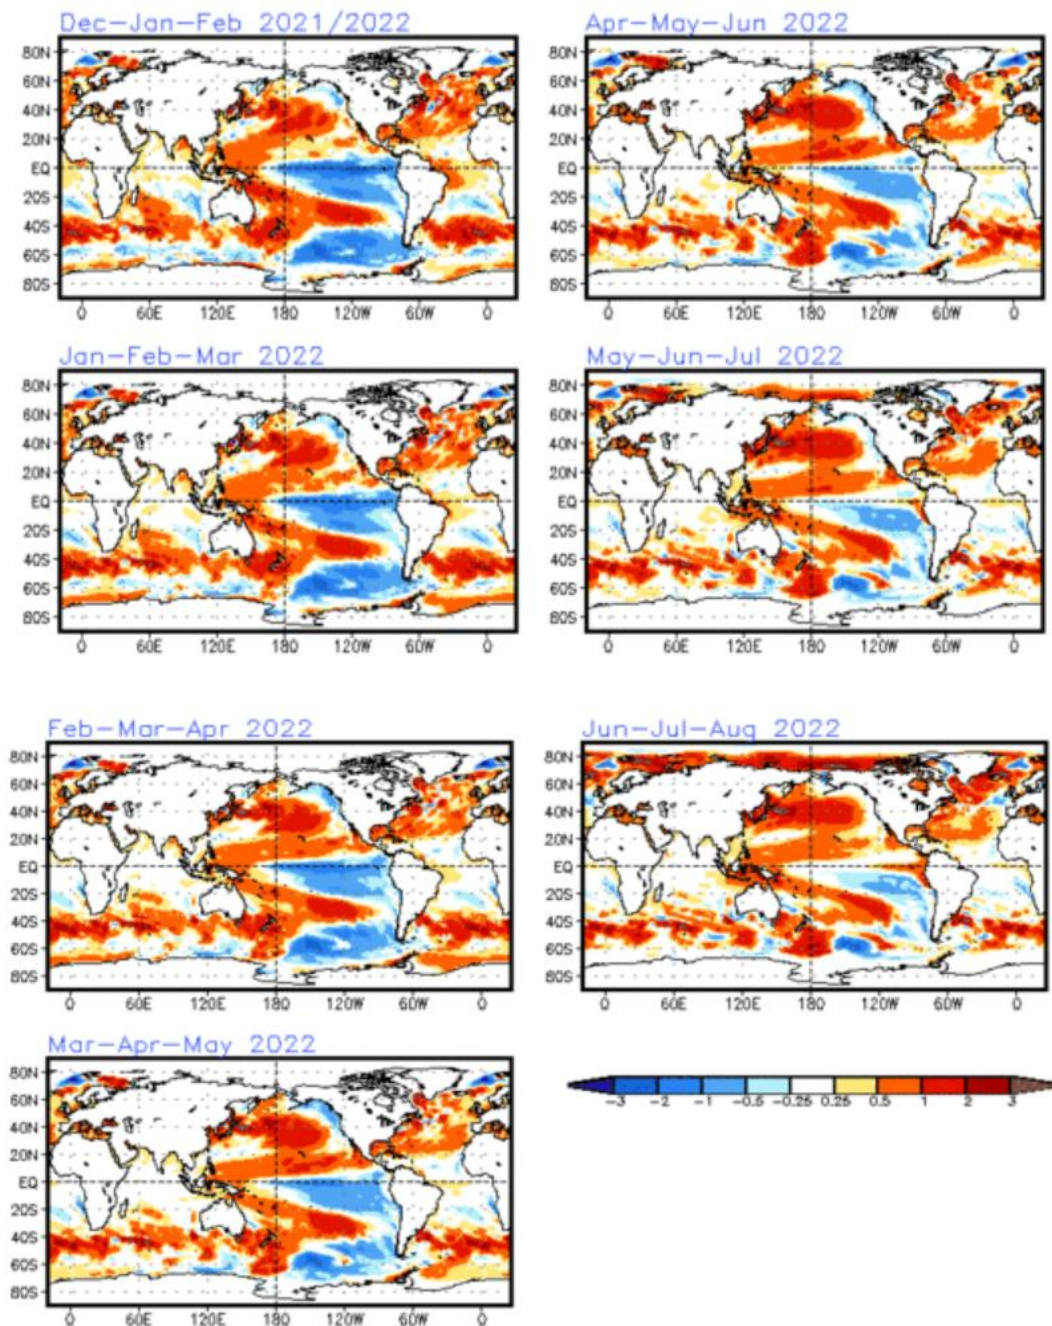 Dec-Jan-Feb 2021/2022
80N
60N
40N
20N
EQ
20S
40S
60S
80S
0 60E 120E 180 120W 60W 0
Jan-Feb-Mar 2022
80N
60N
40N
20N
EQ
20S
40S
60S
80S
0 60E 120E 180 120W 60W 0
Feb-Mar-Apr 2022
80N
60N
40N
20N
EQ
20S
40S
60S
80S
0 60E 120E 180 120W 60W 0
Mar-Apr-May 2022
80N
60N
40N
20N
EQ
20S
40S
60S
80S
0 60E 120E 180 120W 60W 0
Apr-May-Jun 2022
80N
60N
40N
20N
EQ
20S
40S
60S
80S
0 60E 120E 180 120W 60W 0
May-Jun-Jul 2022
80N
60N
40N
20N
EQ
20S
40S
60S
80S
0 60E 120E 180 120W 60W 0
Jun-Jul-Aug 2022
80N
60N
40N
20N
EQ
20S
40S
60S
80S
0 60E 120E 180 120W 60W 0
-3 -2 -1 -0.5 -0.25 0.25 0.5 1 2 3